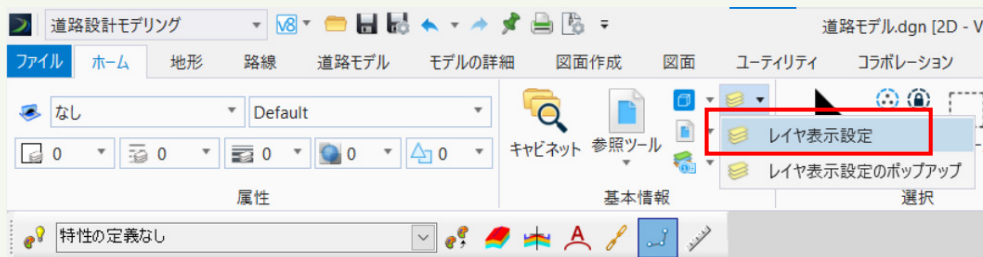 道路設計モデリング
道路モデル.dgn [2D - V
ファイル ホーム 地形 路線 道路モデル モデルの詳細 図面作成 図面 ユーティリティ コラボレーション
なし Default
0 0 0 0 0
キャビネット 参照ツール
レイヤ表示設定
レイヤ表示設定のポップアップ
属性 基本情報 選択
特性の定義なし